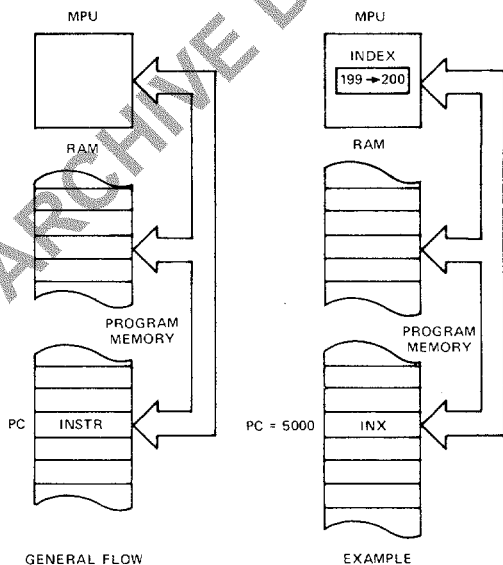 MPU
RAM
PROGRAM
MEMORY
PC
INSTR
GENERAL FLOW
MPU
INDEX
199→200
RAM
PROGRAM
MEMORY
PC = 5000
INX
EXAMPLE
ARCHIVE D